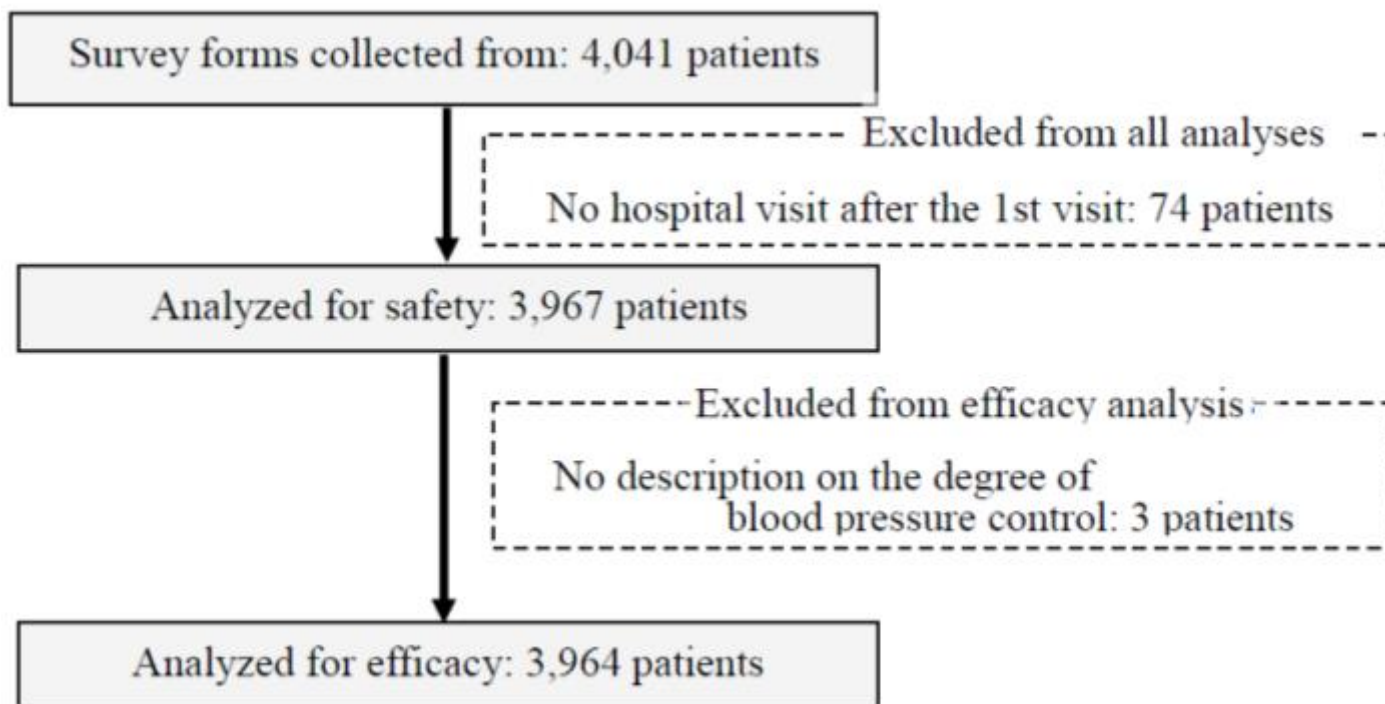 Survey forms collected from: 4,041 patients
Excluded from all analyses
No hospital visit after the 1st visit: 74 patients
Analyzed for safety: 3,967 patients
Excluded from efficacy analysis
No description on the degree of
blood pressure control: 3 patients
Analyzed for efficacy: 3,964 patients